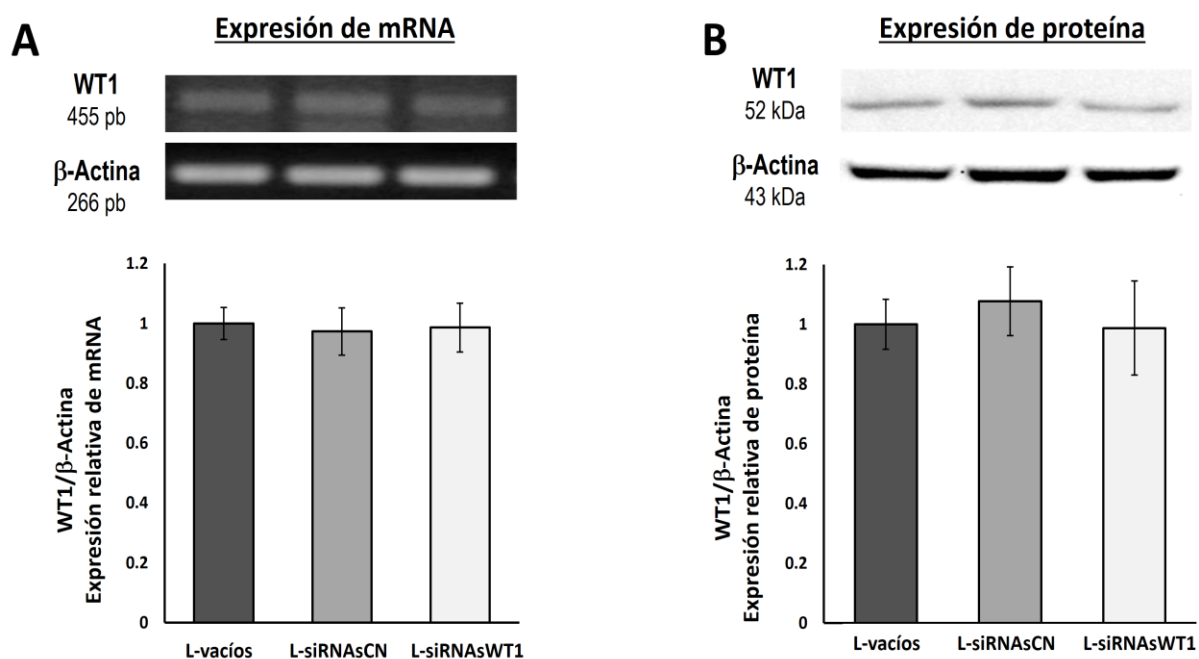 A
Expresión de mRNA
WT1
455 pb
β-Actina
266 pb
WT1/β-Actina
Expresión relativa de mRNA
1.2
1
0.8
0.6
0.4
0.2
0
L-vacíos L-siRNAsCN L-siRNAsWT1
B
Expresión de proteína
WT1
52 kDa
β-Actina
43 kDa
WT1/β-Actina
Expresión relativa de proteína
1.2
1
0.8
0.6
0.4
0.2
0
L-vacíos L-siRNAsCN L-siRNAsWT1